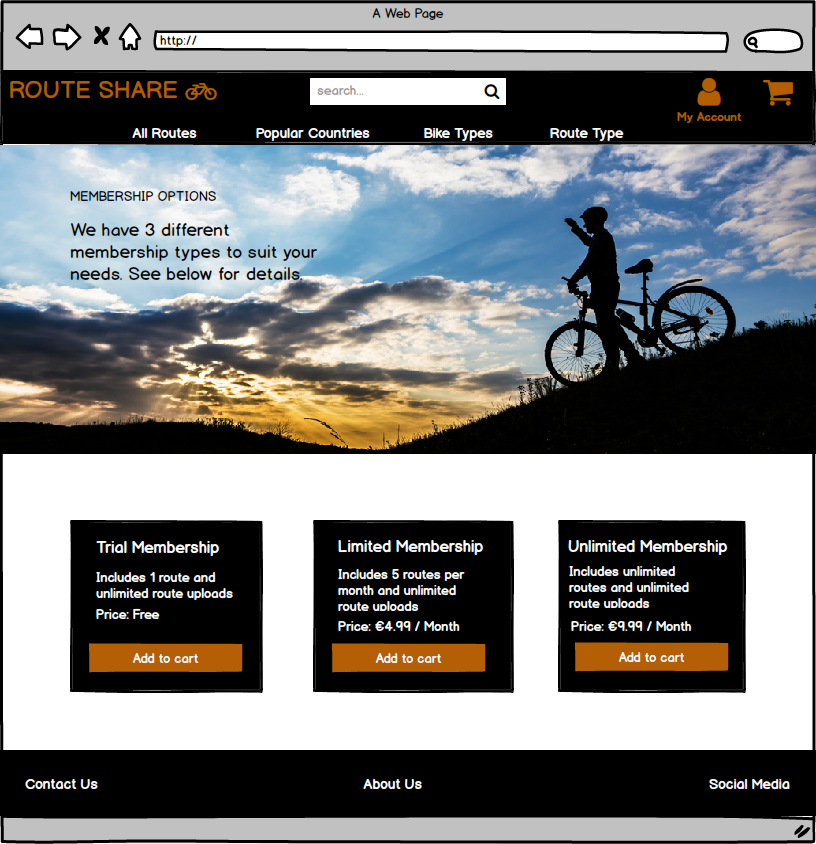 A Web Page
http://
ROUTE SHARE
search...
My Account
All Routes Popular Countries Bike Types Route Type
MEMBERSHIP OPTIONS
We have 3 different
membership types to suit your
needs. See below for details.
Trial Membership
Includes 1 route and
unlimited route uploads
Price: Free
Add to cart
Limited Membership
Includes 5 routes per
month and unlimited
route uploads
Price: €4.99 / Month
Add to cart
Unlimited Membership
Includes unlimited
routes and unlimited
route uploads
Price: €9.99 / Month
Add to cart
Contact Us About Us Social Media